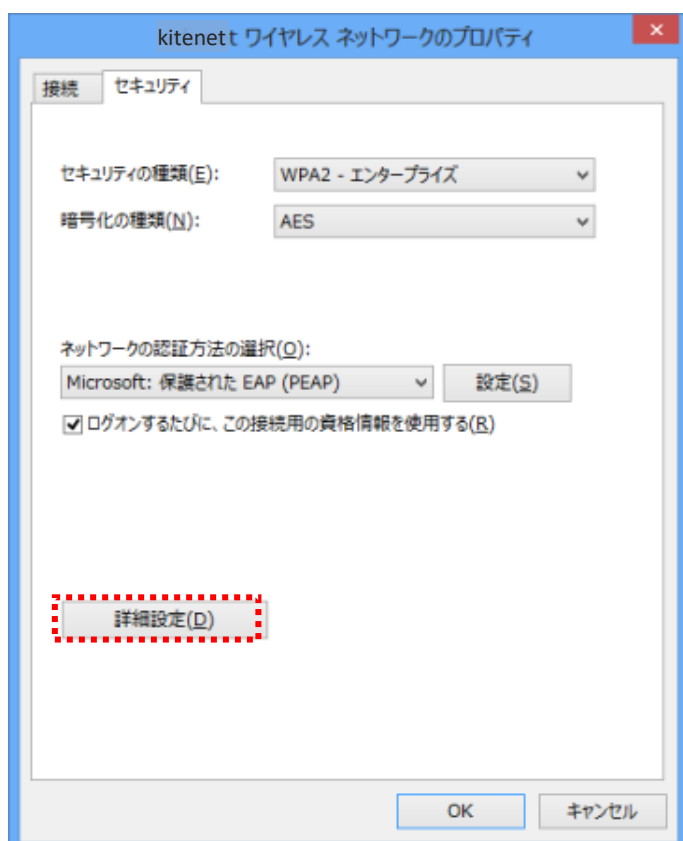 kitenett ワイヤレス ネットワークのプロパティ
接続 セキュリティ
セキュリティの種類(E): WPA2 - エンタープライズ
暗号化の種類(N): AES
ネットワークの認証方法の選択(O):
Microsoft: 保護された EAP (PEAP) 設定(S)
ログオンするたびに、この接続用の資格情報を使用する(R)
詳細設定(D)
OK キャンセル